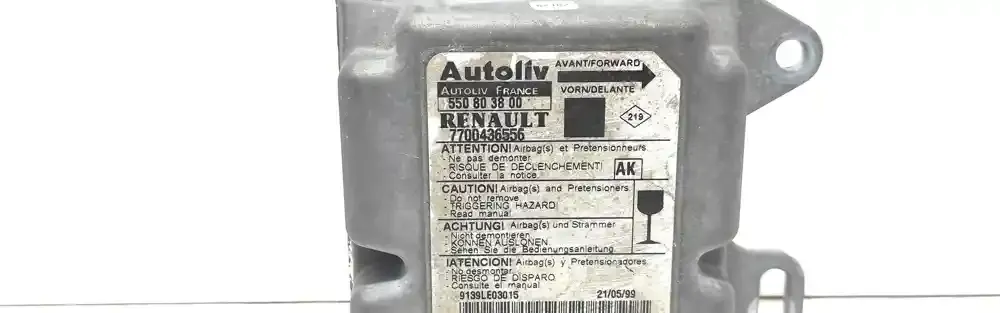 Autoliv
AVANT/FORWARD
AUTOLIV FRANCE
VORN/DELANTE
550 80 38 00
RENAULT
219
7700436556
ATTENTION! Airbag(s) et Pretensionneurs
- Ne pas demonter
- RISQUE DE DECLENCHEMENT!
- Consulter la notice
AK
CAUTION! Airbag(s) and Pretensioners
- Do not remove
- TRIGGERING HAZARD!
- Read manual
ACHTUNG! Airbag(s) und Strammer
- Nicht demontieren
- KONNEN AUSLONEN
- Sehen Sie die Bedienungsanleitung
!ATENCION! Airbag(s) y Pretensionadores
- No desmontar
- RIESGO DE DISPARO
- Consulte el manual
9139LE03015
21/05/99